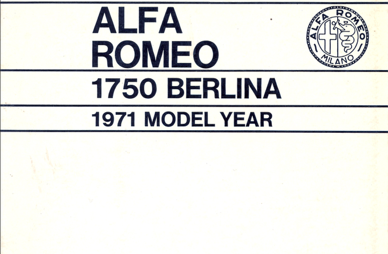 ALFA
ROMEO
1750 BERLINA
1971 MODEL YEAR
ALFA ROMEO
MILANO